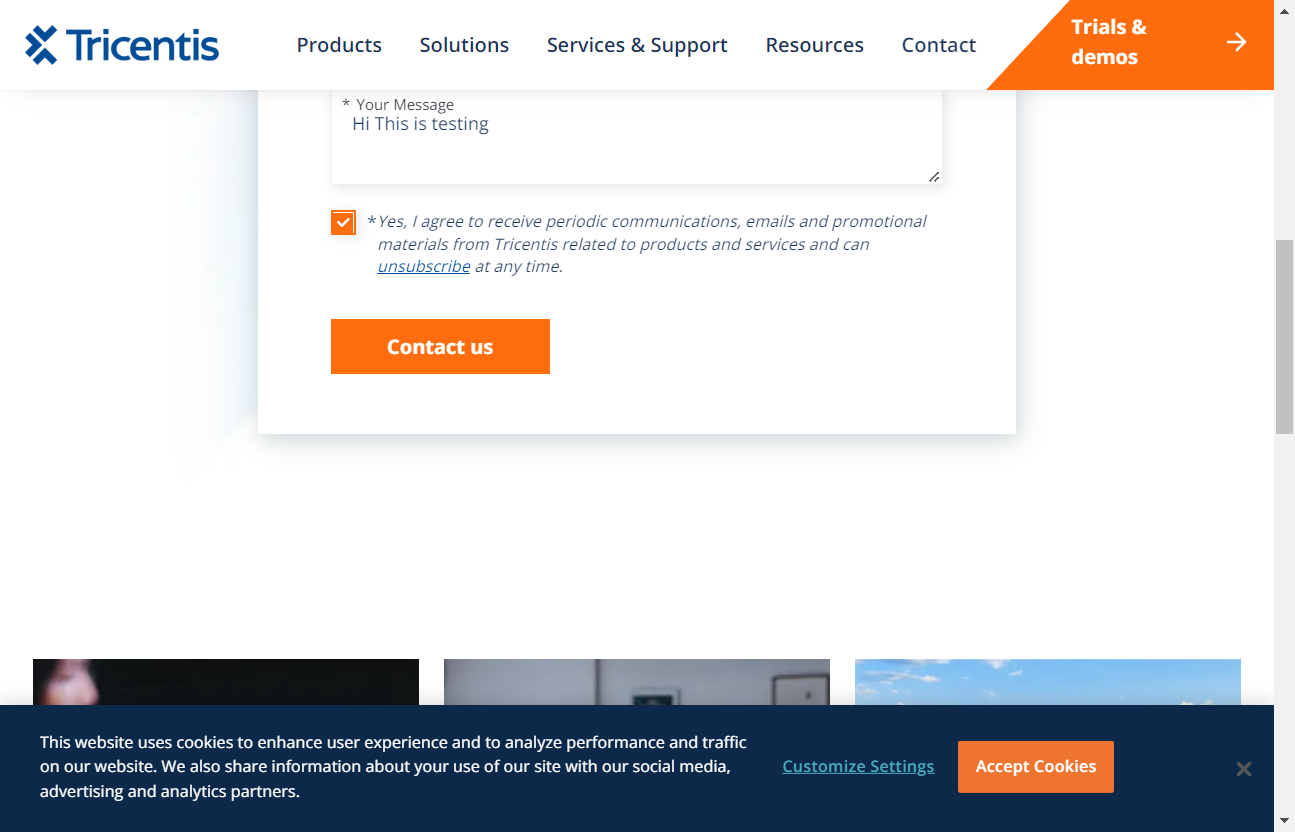 Tricentis
Products
Solutions
Services & Support
Resources
Contact
Trials &
demos
* Your Message
Hi This is testing
*Yes, I agree to receive periodic communications, emails and promotional
materials from Tricentis related to products and services and can
unsubscribe at any time.
Contact us
This website uses cookies to enhance user experience and to analyze performance and traffic
on our website. We also share information about your use of our site with our social media,
advertising and analytics partners.
Customize Settings
Accept Cookies